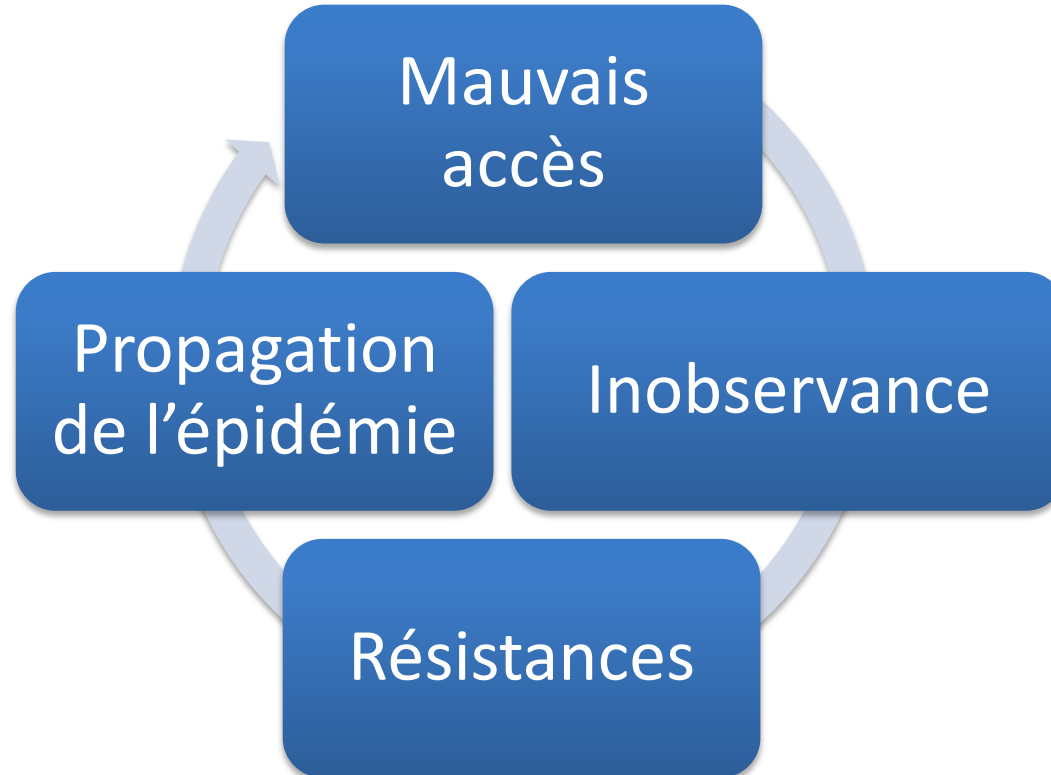 Mauvais
accès
Propagation
de l’épidémie
Inobservance
Résistances